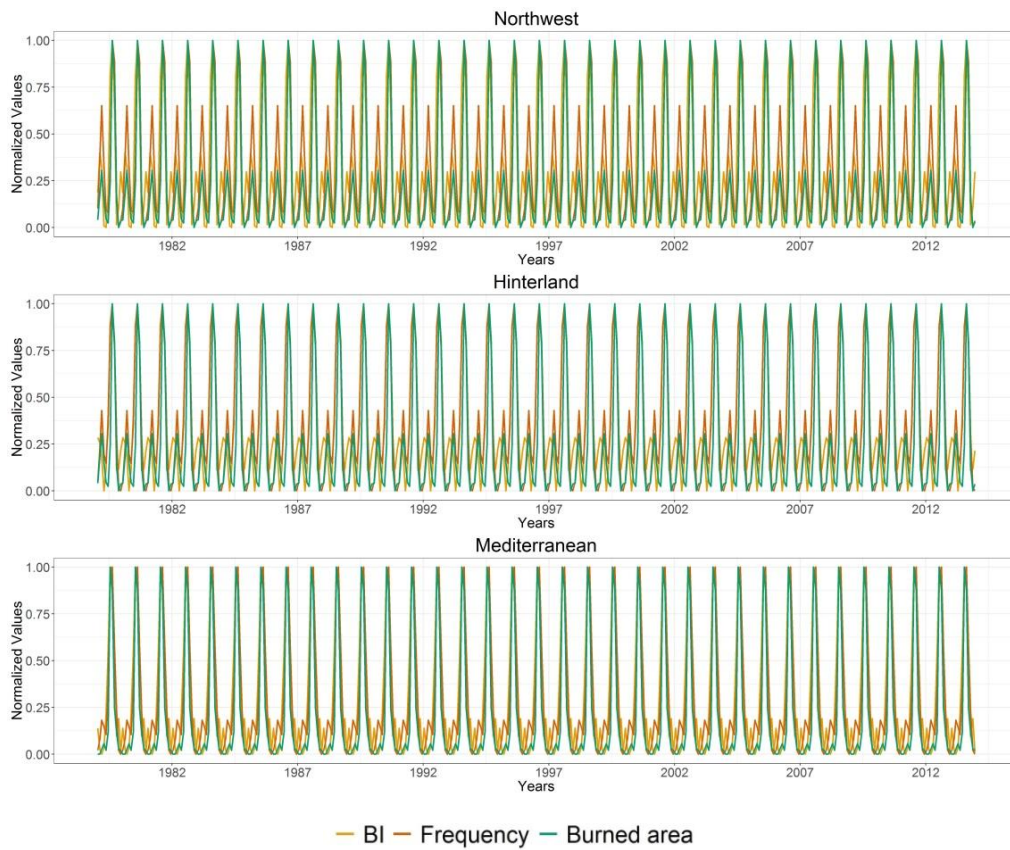 Northwest
1.00
0.75
0.50
0.25
0.00
Normalized Values
1982 1987 1992 1997 2002 2007 2012
Years
Hinterland
1.00
0.75
0.50
0.25
0.00
Normalized Values
1982 1987 1992 1997 2002 2007 2012
Years
Mediterranean
1.00
0.75
0.50
0.25
0.00
Normalized Values
1982 1987 1992 1997 2002 2007 2012
Years
BI Frequency Burned area